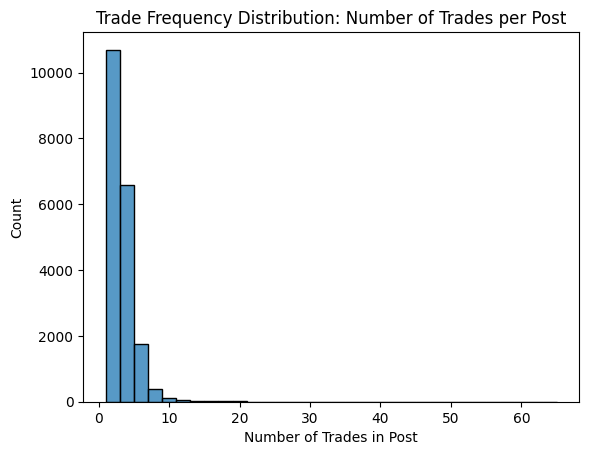 Trade Frequency Distribution: Number of Trades per Post
Count
10000
8000
6000
4000
2000
0
0 10 20 30 40 50 60
Number of Trades in Post